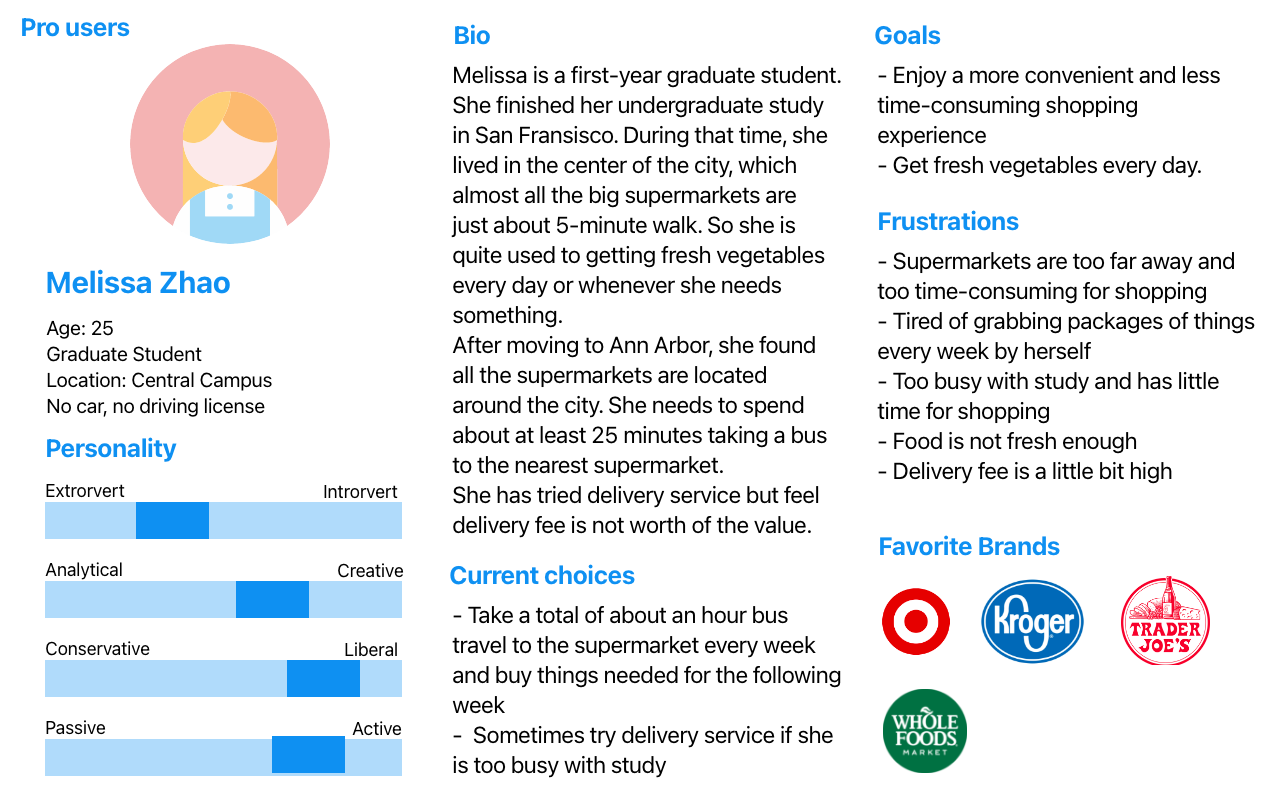 Pro users
Melissa Zhao
Age: 25
Graduate Student
Location: Central Campus
No car, no driving license
Personality
Extrorvert Introvert
Analytical Creative
Conservative Liberal
Passive Active
Bio
Melissa is a first-year graduate student.
She finished her undergraduate study
in San Fransisco. During that time, she
lived in the center of the city, which
almost all the big supermarkets are
just about 5-minute walk. So she is
quite used to getting fresh vegetables
every day or whenever she needs
something.
After moving to Ann Arbor, she found
all the supermarkets are located
around the city. She needs to spend
about at least 25 minutes taking a bus
to the nearest supermarket.
She has tried delivery service but feel
delivery fee is not worth of the value.
Current choices
- Take a total of about an hour bus
travel to the supermarket every week
and buy things needed for the following
week
- Sometimes try delivery service if she
is too busy with study
Goals
- Enjoy a more convenient and less
time-consuming shopping
experience
- Get fresh vegetables every day.
Frustrations
- Supermarkets are too far away and
too time-consuming for shopping
- Tired of grabbing packages of things
every week by herself
- Too busy with study and has little
time for shopping
- Food is not fresh enough
- Delivery fee is a little bit high
Favorite Brands
Kroger
TRADER
JOE'S
WHOLE
FOODS
MARKET